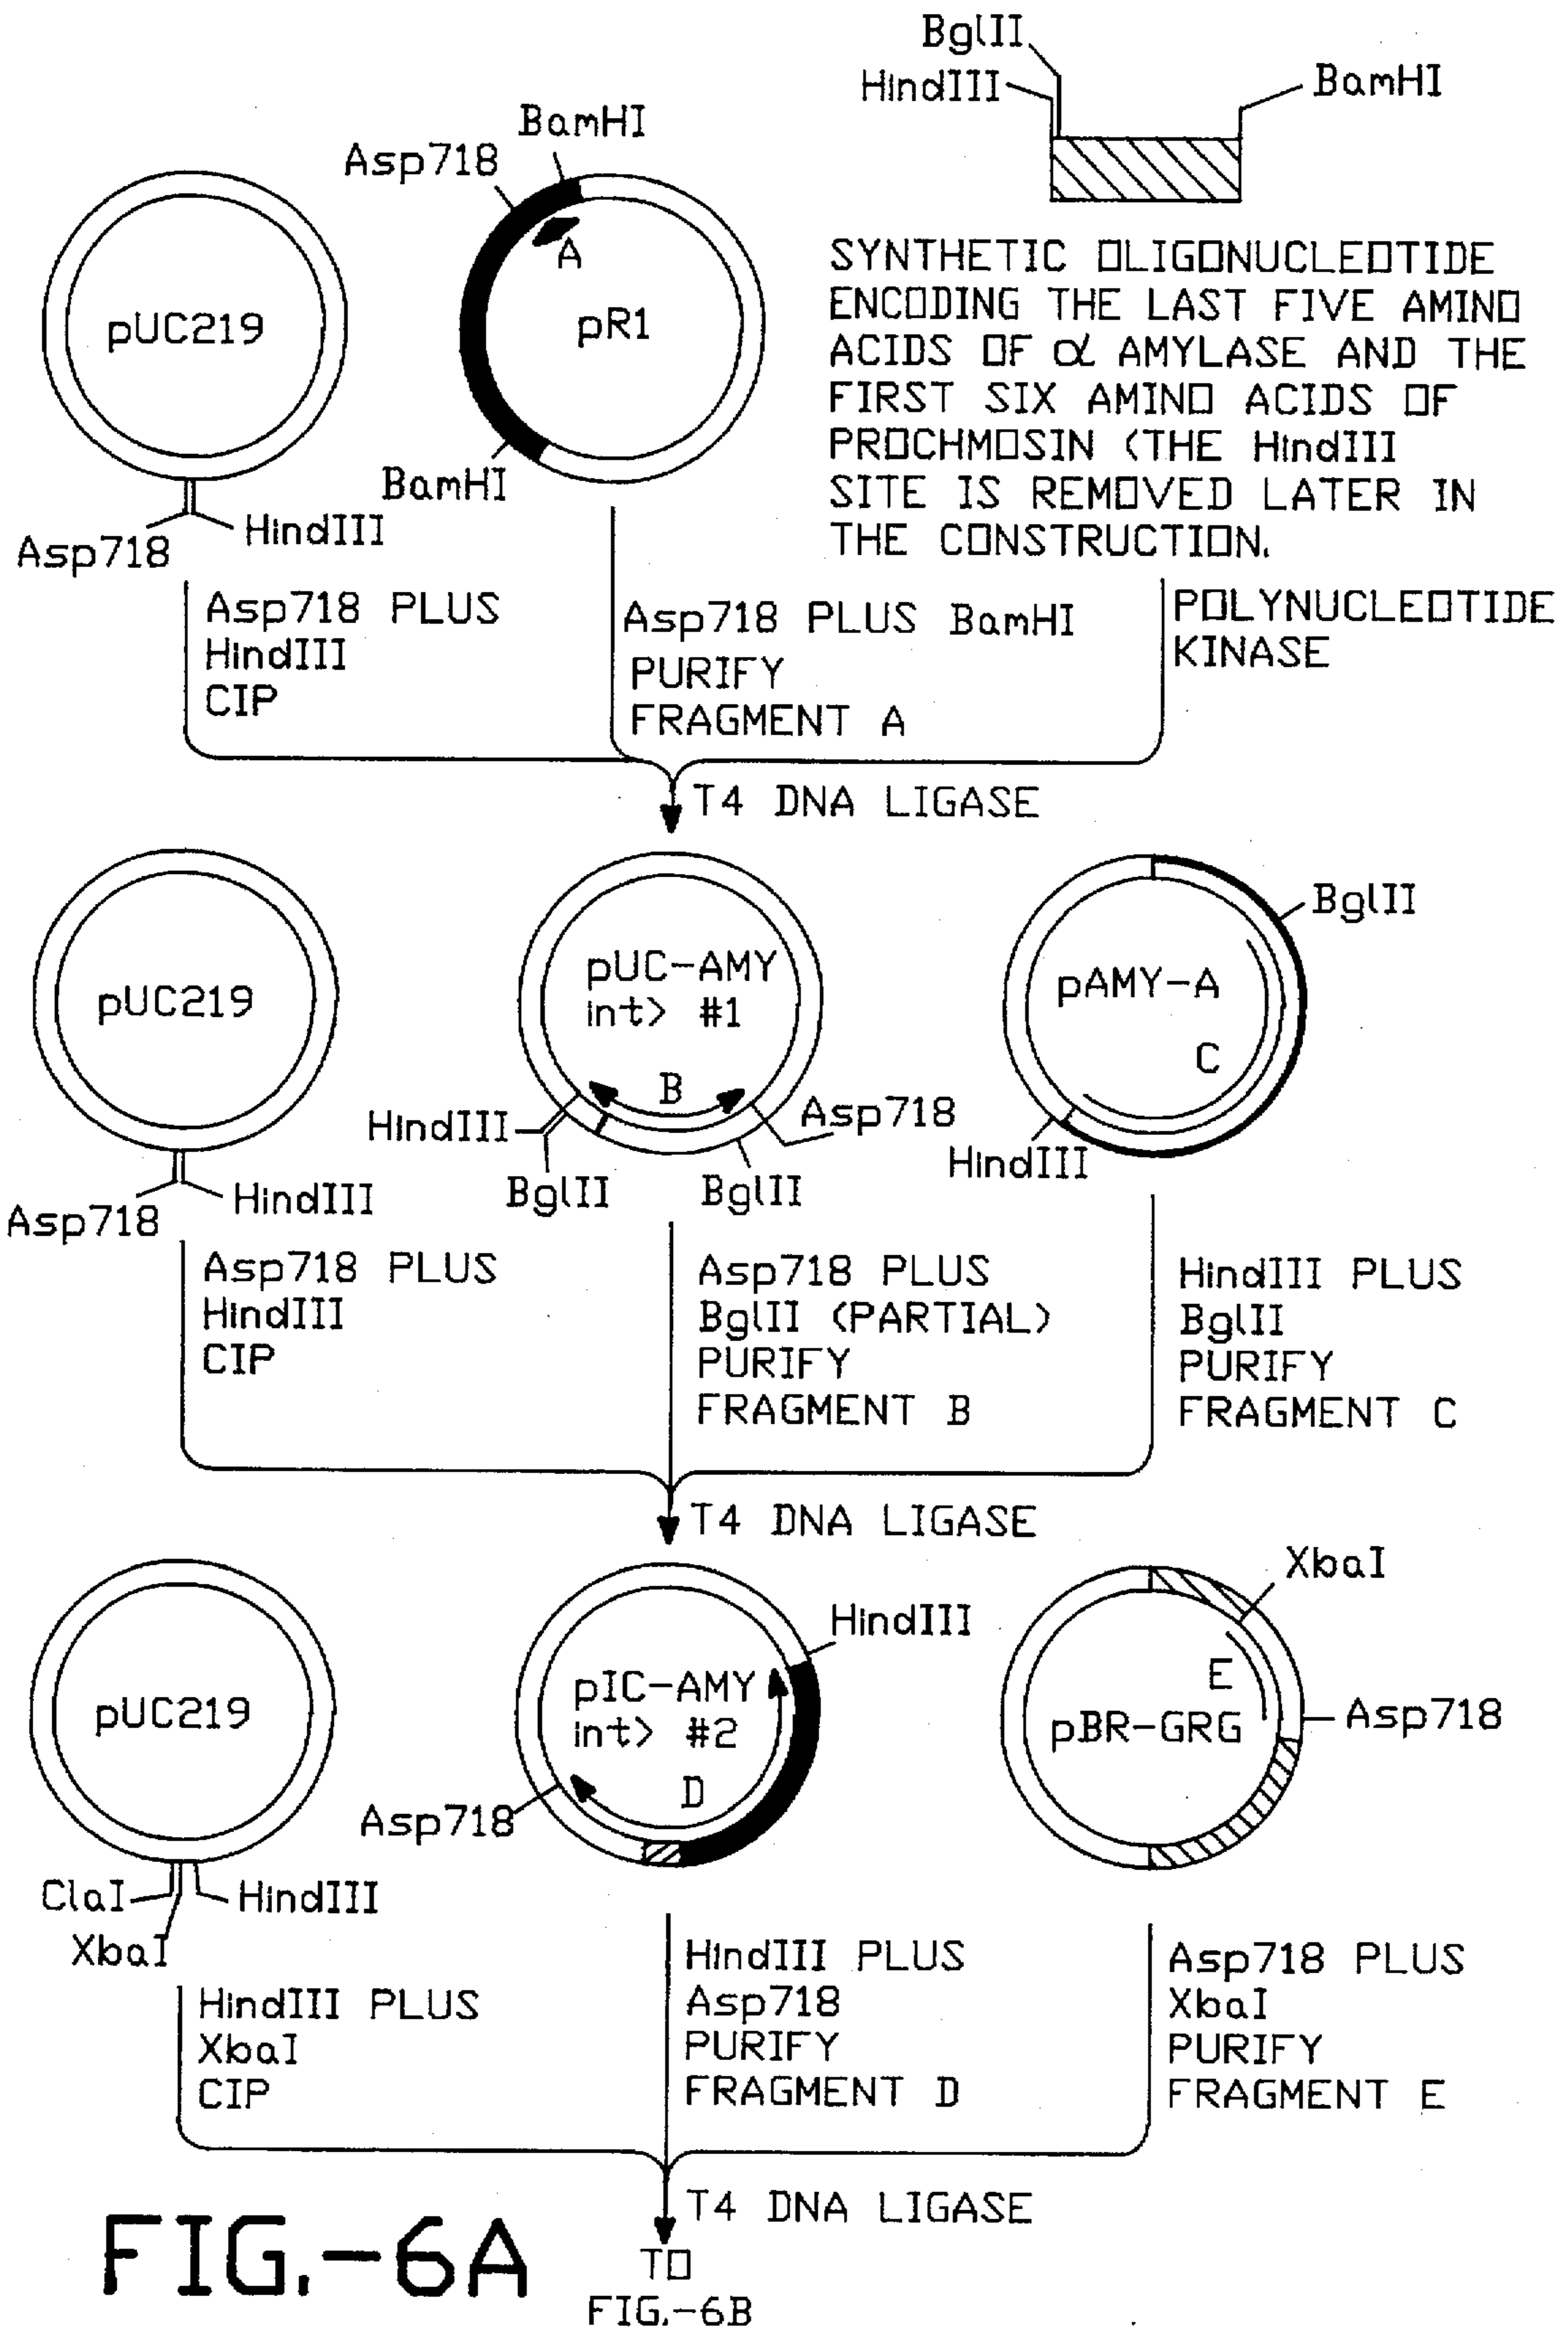 BglII
HindIII
BamHI
BamHI
Asp718
A
pUC219
pR1
BamHI
Asp718
HindIII
SYNTHETIC OLIGONUCLEOTIDE
ENCODING THE LAST FIVE AMINO
ACIDS OF α AMYLASE AND THE
FIRST SIX AMINO ACIDS OF
PROCHMOSIN (THE HindIII
SITE IS REMOVED LATER IN
THE CONSTRUCTION.
Asp718 PLUS
HindIII
CIP
Asp718 PLUS BamHI
PURIFY
FRAGMENT A
POLYNUCLEOTIDE
KINASE
T4 DNA LIGASE
pUC219
Asp718
HindIII
pUC-AMY
int> #1
B
HindIII
BglII
BglII
Asp718
pAMY-A
C
BglII
HindIII
Asp718 PLUS
HindIII
CIP
Asp718 PLUS
BglII (PARTIAL)
PURIFY
FRAGMENT B
HindIII PLUS
BglII
PURIFY
FRAGMENT C
T4 DNA LIGASE
pUC219
ClaI
XbaI
HindIII
pIC-AMY
int> #2
D
HindIII
Asp718
XbaI
E
pBR-GRG
Asp718
HindIII PLUS
XbaI
CIP
HindIII PLUS
Asp718
PURIFY
FRAGMENT D
Asp718 PLUS
XbaI
PURIFY
FRAGMENT E
T4 DNA LIGASE
TO
FIG.-6B
FIG.-6A